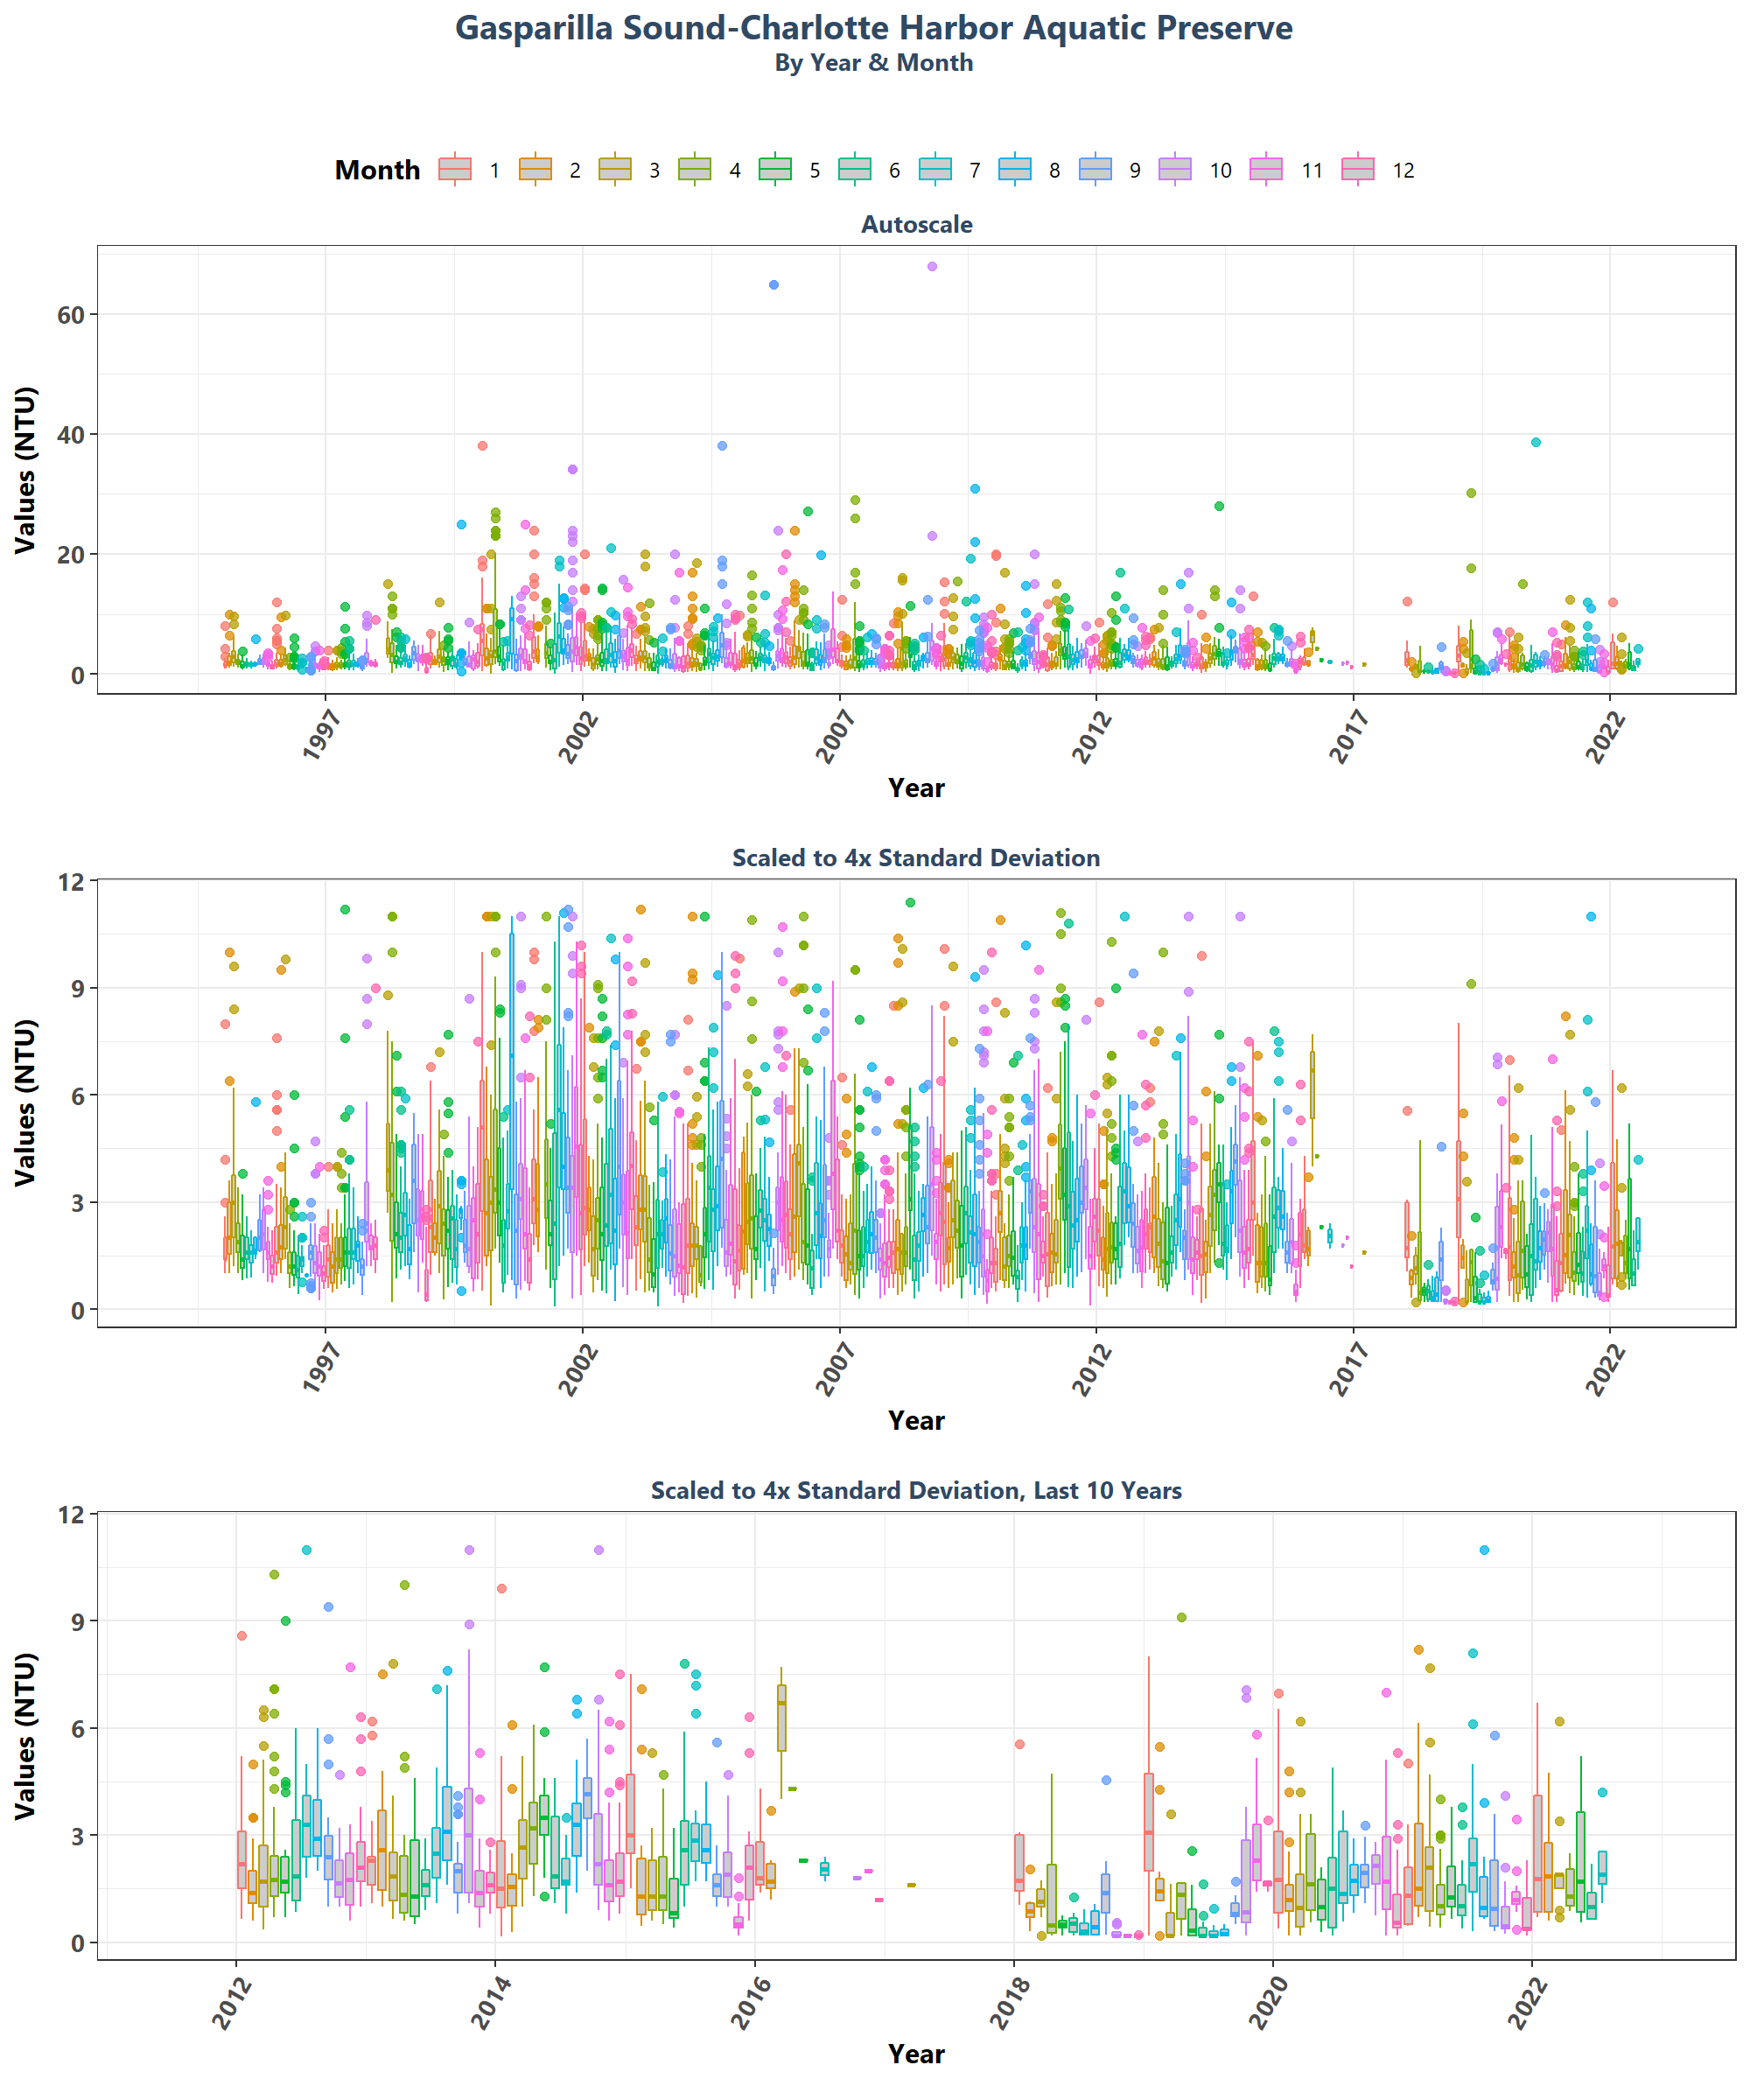 Gasparilla Sound-Charlotte Harbor Aquatic Preserve
By Year & Month
Month 1 2 3 4 5 6 7 8 9 10 11 12
Autoscale
Values (NTU)
60
40
20
0
1997 2002 2007 2012 2017 2022
Year
Scaled to 4x Standard Deviation
Values (NTU)
12
9
6
3
0
1997 2002 2007 2012 2017 2022
Year
Scaled to 4x Standard Deviation, Last 10 Years
Values (NTU)
12
9
6
3
0
2012 2014 2016 2018 2020 2022
Year